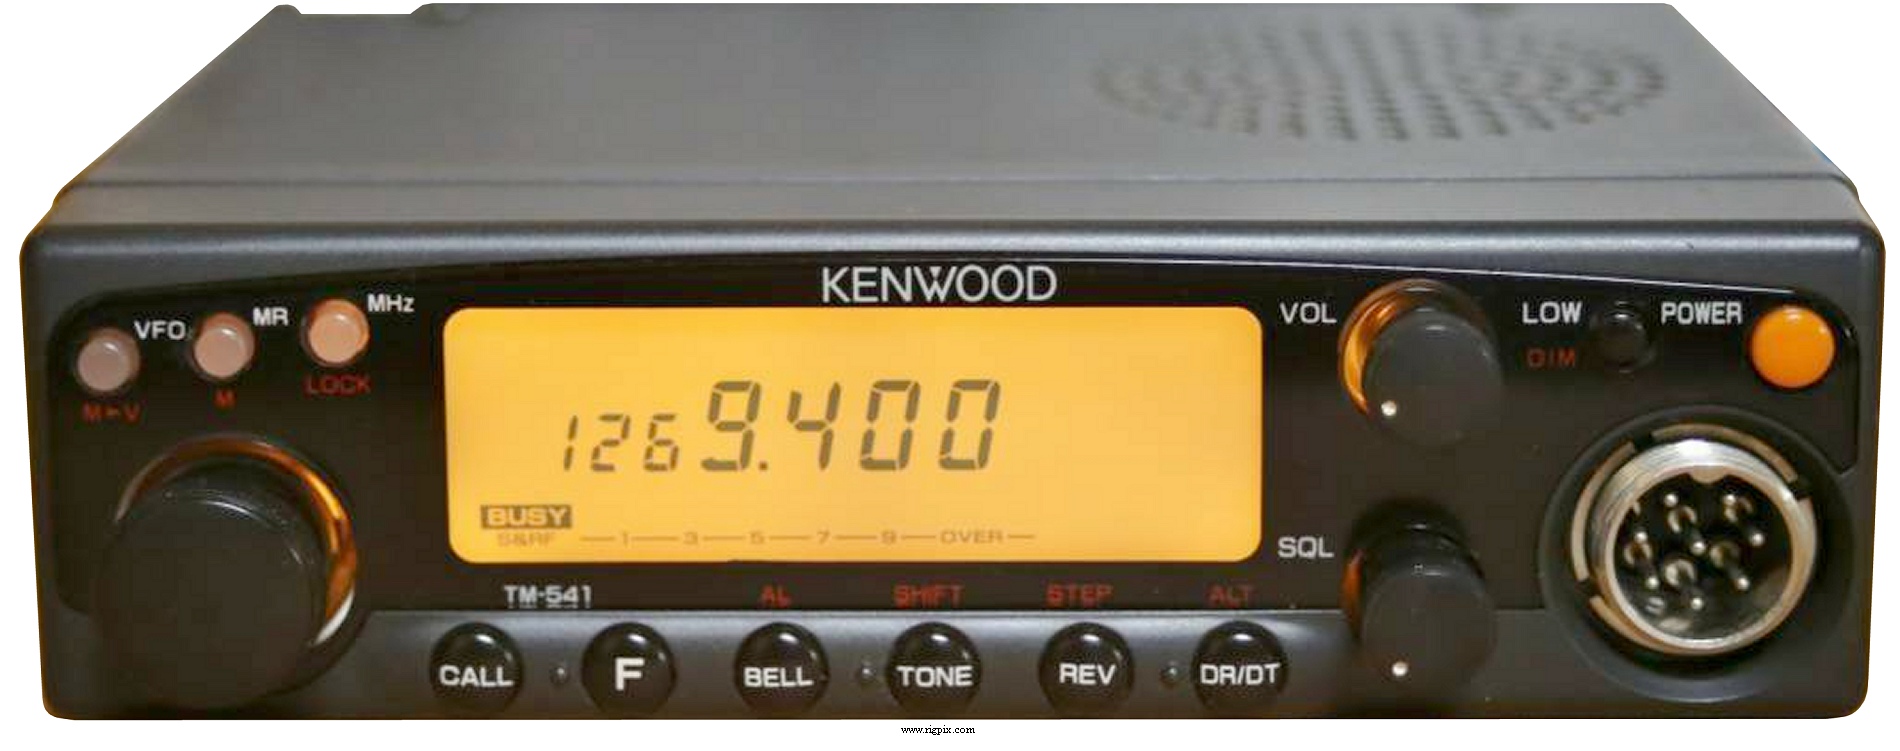 KENWOOD
VFO MR MHz
M►V M LOCK
1269.400
BUSY
S&RF 1 3 5 7 9 OVER
VOL LOW POWER
DIM
SQL
TM-541 AL SHIFT STEP ALT
CALL F BELL TONE REV DR/DT
www.rigpix.com